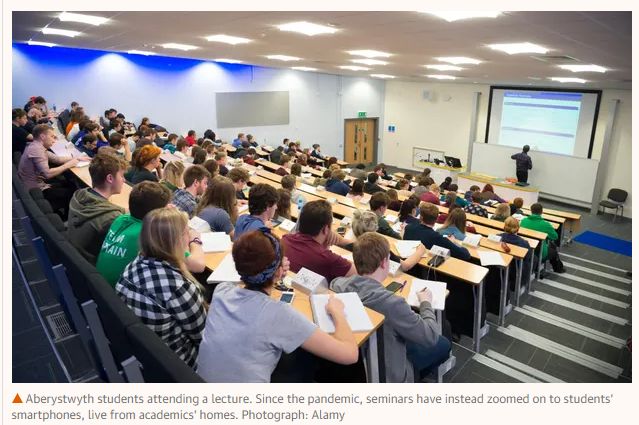 TEAM
Aberystwyth students attending a lecture. Since the pandemic, seminars have instead zoomed on to students'
smartphones, live from academics' homes. Photograph: Alamy